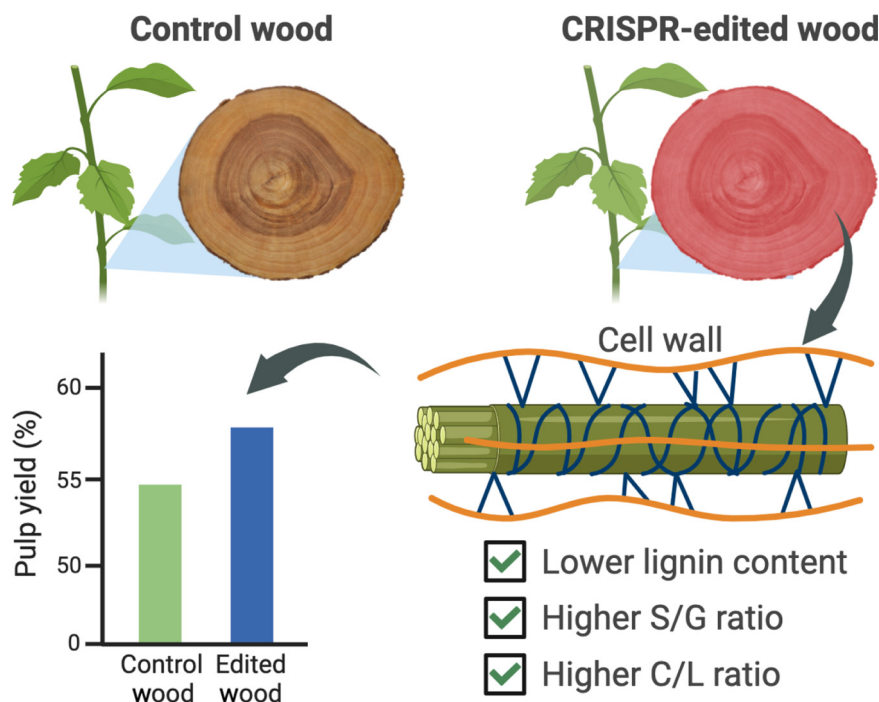 Control wood
CRISPR-edited wood
Cell wall
Pulp yield (%)
60
55
50
0
Control
wood
Edited
wood
Lower lignin content
Higher S/G ratio
Higher C/L ratio